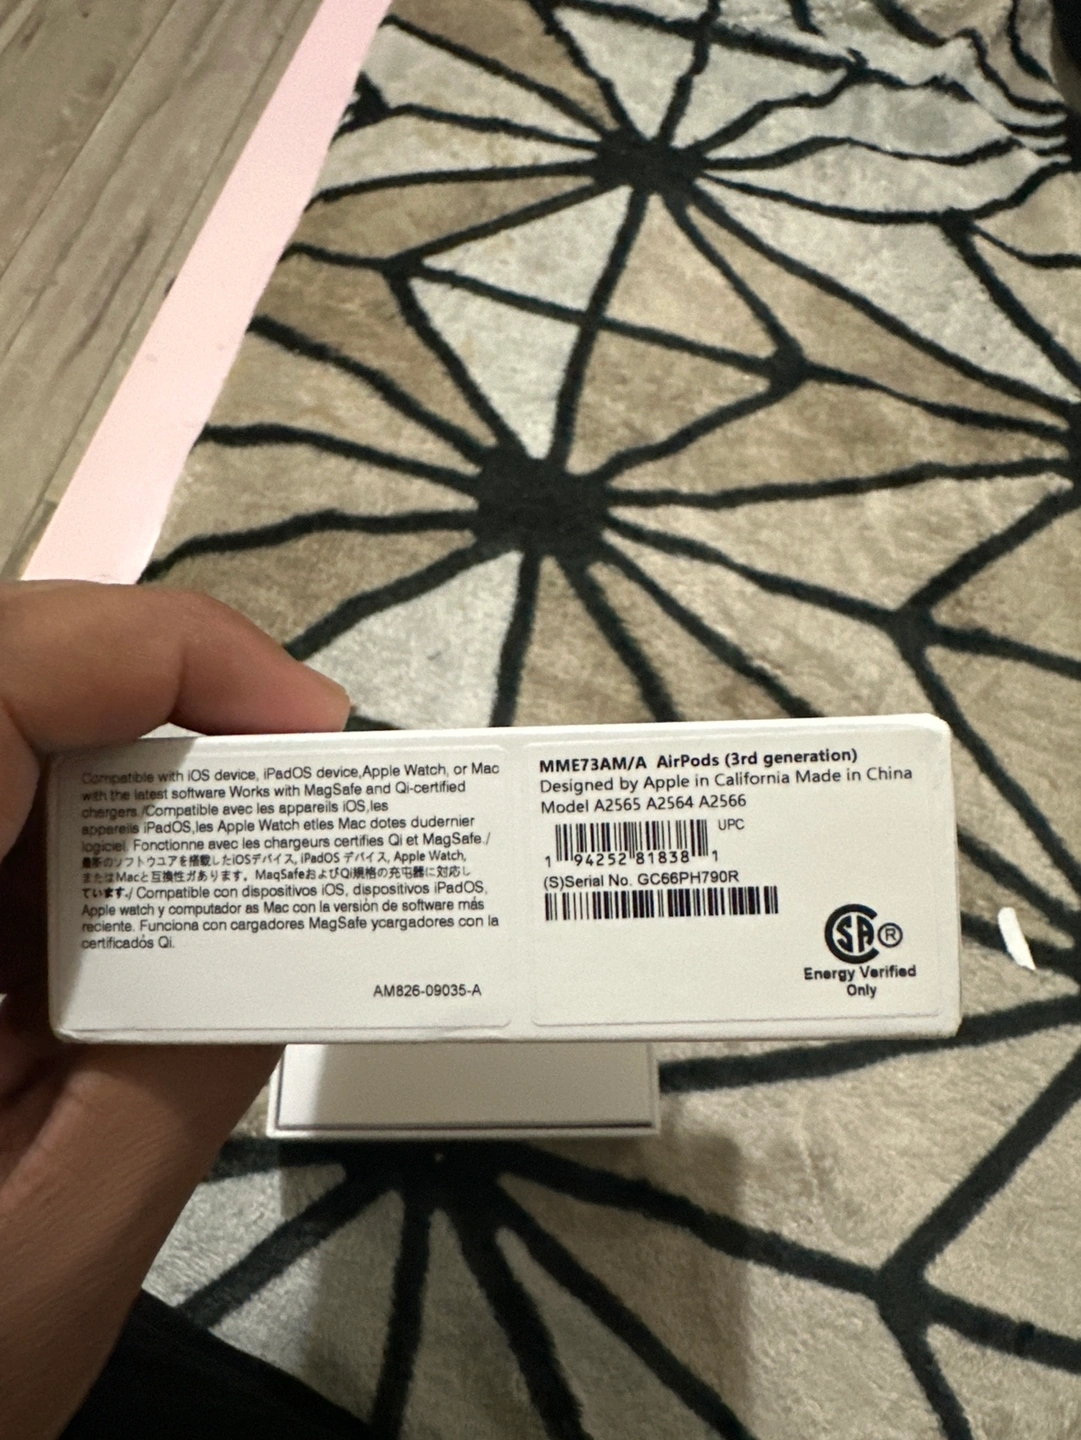 Compatible with iOS device, iPadOS device,Apple Watch, or Mac
with the latest software Works with MagSafe and Qi-certified
chargers /Compatible avec les appareils iOS,les
appareils iPadOS,les Apple Watch etles Mac dotes dudernier
logiciel. Fonctionne avec les chargeurs certifies Qi et MagSafe./
最新のソフトウユアを搭載したiOSデバイス, iPadOS デバイス, Apple Watch,
またはMacと互換性があります。MaqSafeおよびQi規格の充电器に対応し
ています./ Compatible con dispositivos iOS, dispositivos iPadOS,
Apple watch y computador as Mac con la versión de software más
reciente. Funciona con cargadores MagSafe ycargadores con la
certificadós Qi.
AM826-09035-A
MME73AM/A AirPods (3rd generation)
Designed by Apple in California Made in China
Model A2565 A2564 A2566
UPC
1 94252 81838 1
(S)Serial No. GC66PH790R
SA ®
Energy Verified
Only